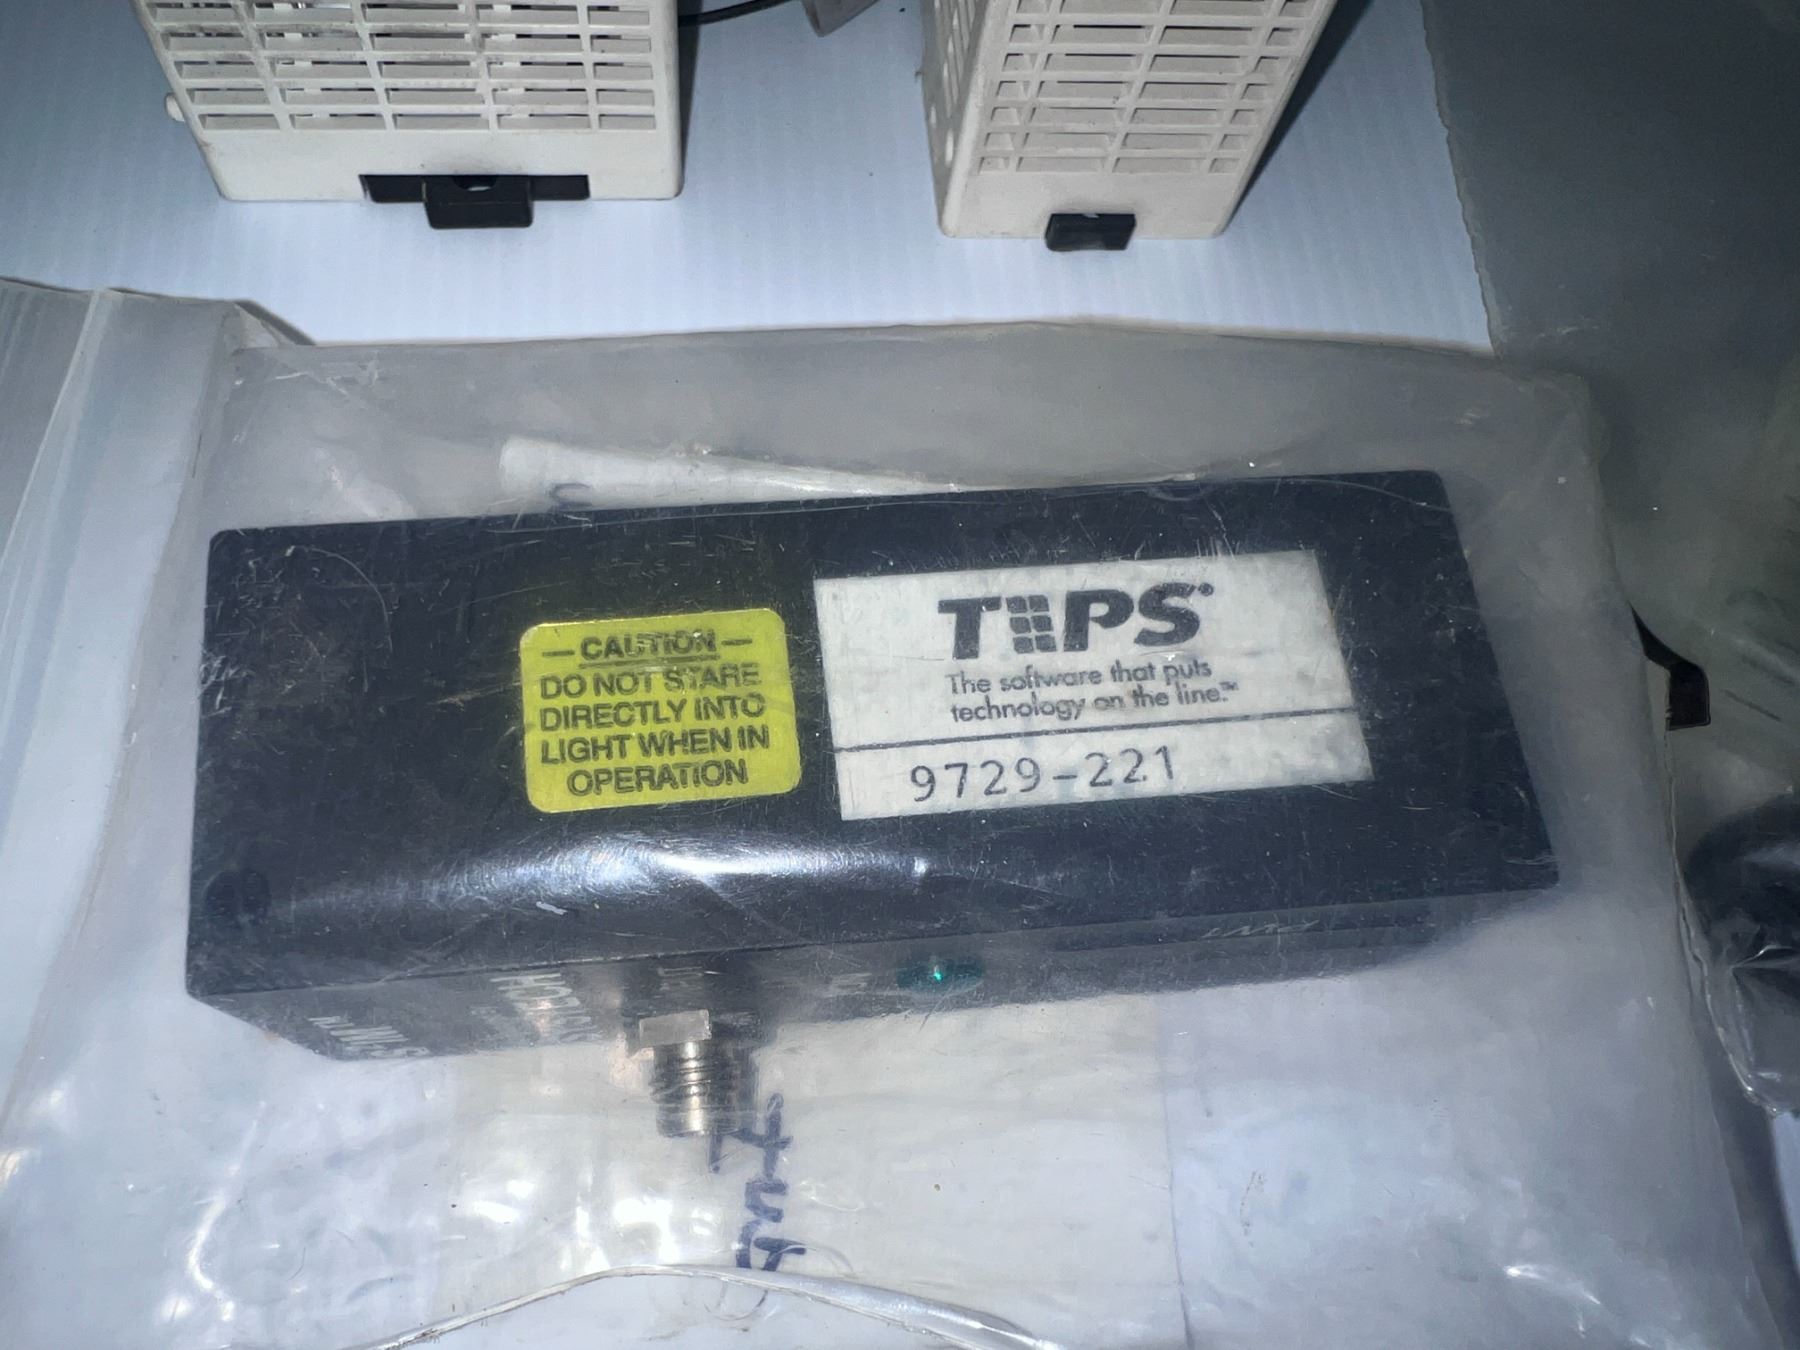 — CAUTION —
DO NOT STARE
DIRECTLY INTO
LIGHT WHEN IN
OPERATION
TIPS®
The software that puts
technology on the line.™
9729-221